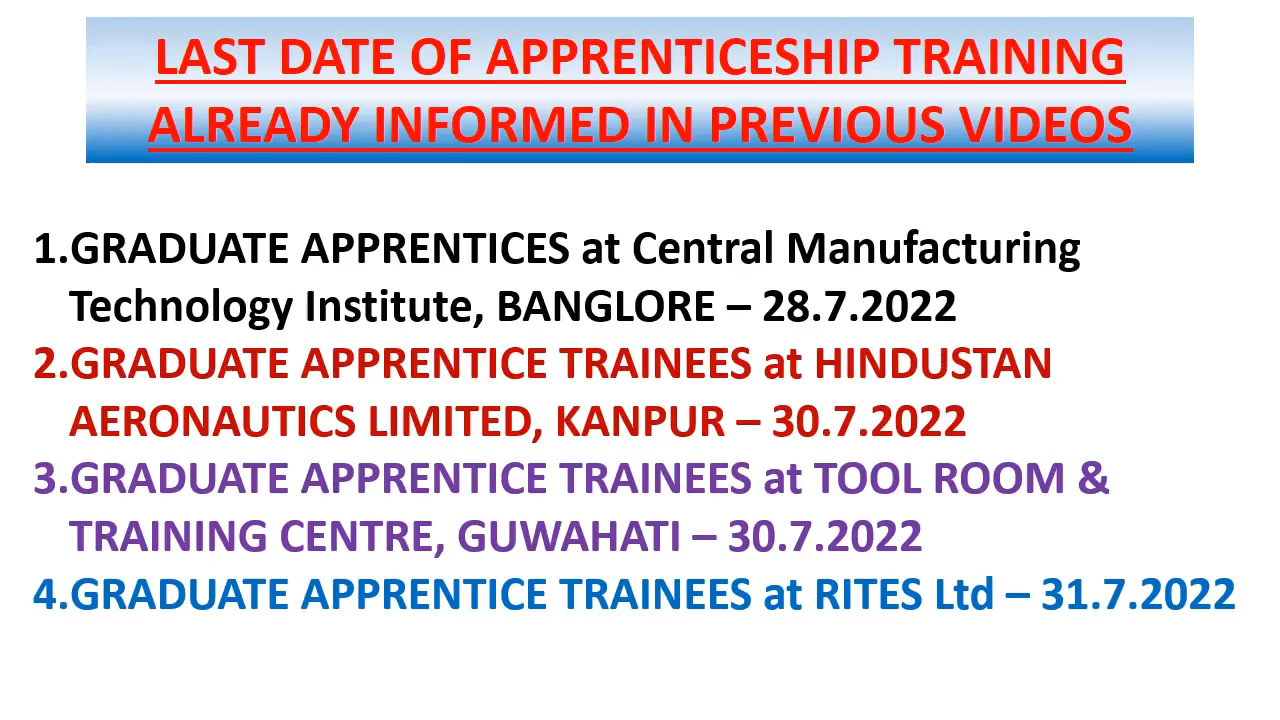 LAST DATE OF APPRENTICESHIP TRAINING
ALREADY INFORMED IN PREVIOUS VIDEOS
1.GRADUATE APPRENTICES at Central Manufacturing
Technology Institute, BANGLORE – 28.7.2022
2.GRADUATE APPRENTICE TRAINEES at HINDUSTAN
AERONAUTICS LIMITED, KANPUR – 30.7.2022
3.GRADUATE APPRENTICE TRAINEES at TOOL ROOM &
TRAINING CENTRE, GUWAHATI – 30.7.2022
4.GRADUATE APPRENTICE TRAINEES at RITES Ltd – 31.7.2022